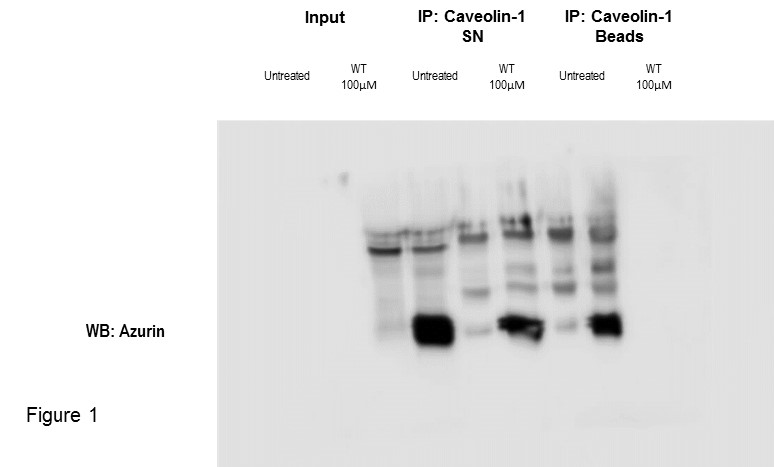 Input
IP: Caveolin-1
SN
IP: Caveolin-1
Beads
Untreated
WT
100µM
Untreated
WT
100µM
Untreated
WT
100µM
WB: Azurin
Figure 1